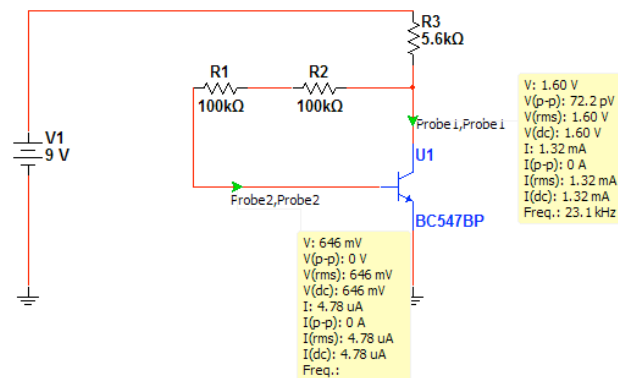 R3
5.6kΩ
R1
100kΩ
R2
100kΩ
V1
9 V
Probe1,Probe1
U1
BC547BP
Probe2,Probe2
V: 1.60 V
V(p-p): 72.2 pV
V(rms): 1.60 V
V(dc): 1.60 V
I: 1.32 mA
I(p-p): 0 A
I(rms): 1.32 mA
I(dc): 1.32 mA
Freq.: 23.1 kHz
V: 646 mV
V(p-p): 0 V
V(rms): 646 mV
V(dc): 646 mV
I: 4.78 uA
I(p-p): 0 A
I(rms): 4.78 uA
I(dc): 4.78 uA
Freq.: